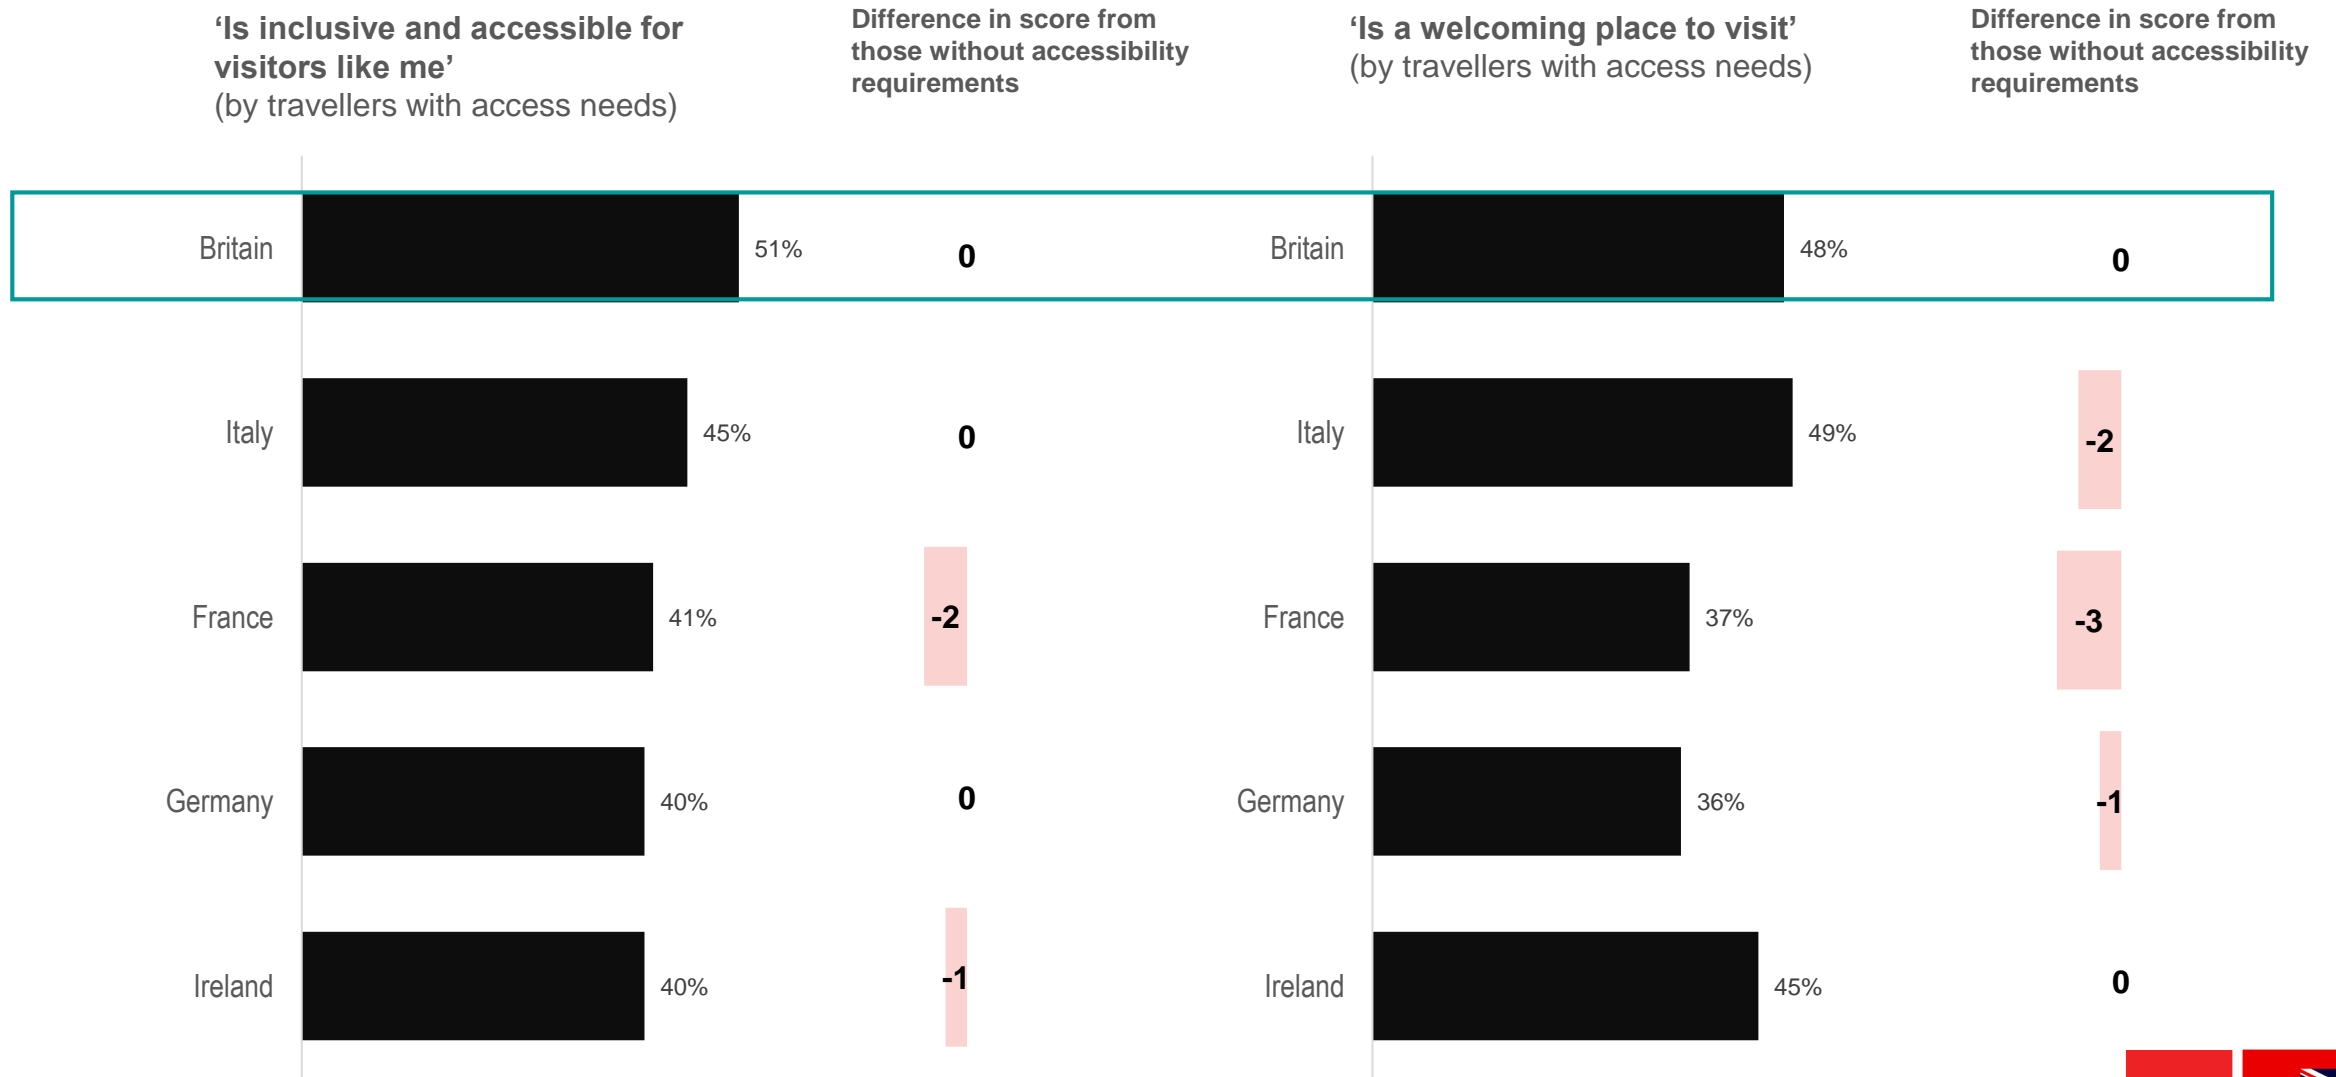 ‘Is inclusive and accessible for
visitors like me’
(by travellers with access needs)
Difference in score from
those without accessibility
requirements
Britain
51%
0
Italy
45%
0
France
41%
-2
Germany
40%
0
Ireland
40%
-1
‘Is a welcoming place to visit’
(by travellers with access needs)
Difference in score from
those without accessibility
requirements
Britain
48%
0
Italy
49%
-2
France
37%
-3
Germany
36%
-1
Ireland
45%
0